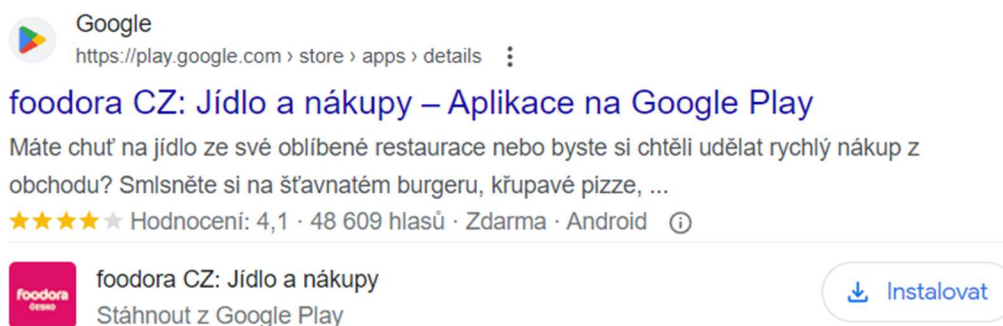 Google
https://play.google.com › store › apps › details
foodora CZ: Jídlo a nákupy – Aplikace na Google Play
Máte chuť na jídlo ze své oblíbené restaurace nebo byste si chtěli udělat rychlý nákup z
obchodu? Smlsněte si na šťavnatém burgeru, křupavé pizze, ...
Hodnocení: 4,1 · 48 609 hlasů · Zdarma · Android
foodora CZ: Jídlo a nákupy
foodora
ČESKO
Stáhnout z Google Play
Instalovat